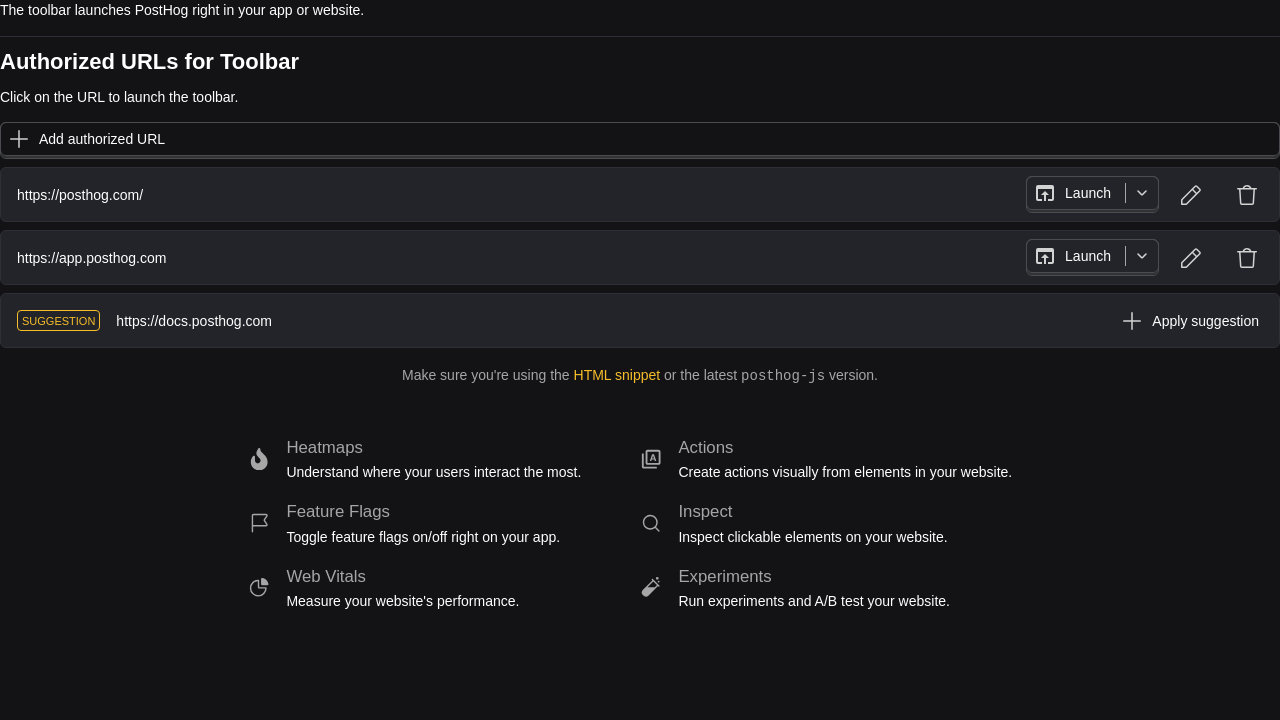 The toolbar launches PostHog right in your app or website.
Authorized URLs for Toolbar
Click on the URL to launch the toolbar.
Add authorized URL
https://posthog.com/
Launch
https://app.posthog.com
Launch
SUGGESTION https://docs.posthog.com
Apply suggestion
Make sure you're using the HTML snippet or the latest posthog-js version.
Heatmaps
Understand where your users interact the most.
Actions
Create actions visually from elements in your website.
Feature Flags
Toggle feature flags on/off right on your app.
Inspect
Inspect clickable elements on your website.
Web Vitals
Measure your website's performance.
Experiments
Run experiments and A/B test your website.